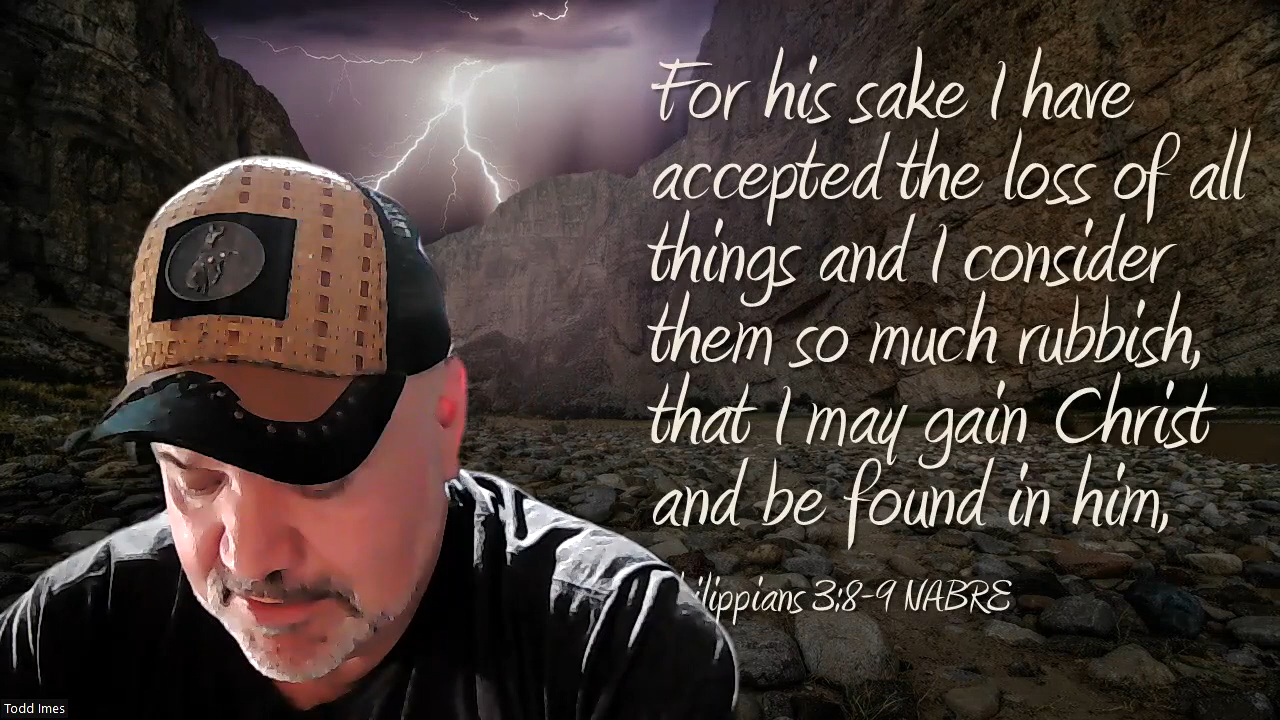 For his sake I have
accepted the loss of all
things and I consider
them so much rubbish,
that I may gain Christ
and be found in him,
ilippians 3:8-9 NABRE
Todd Imes